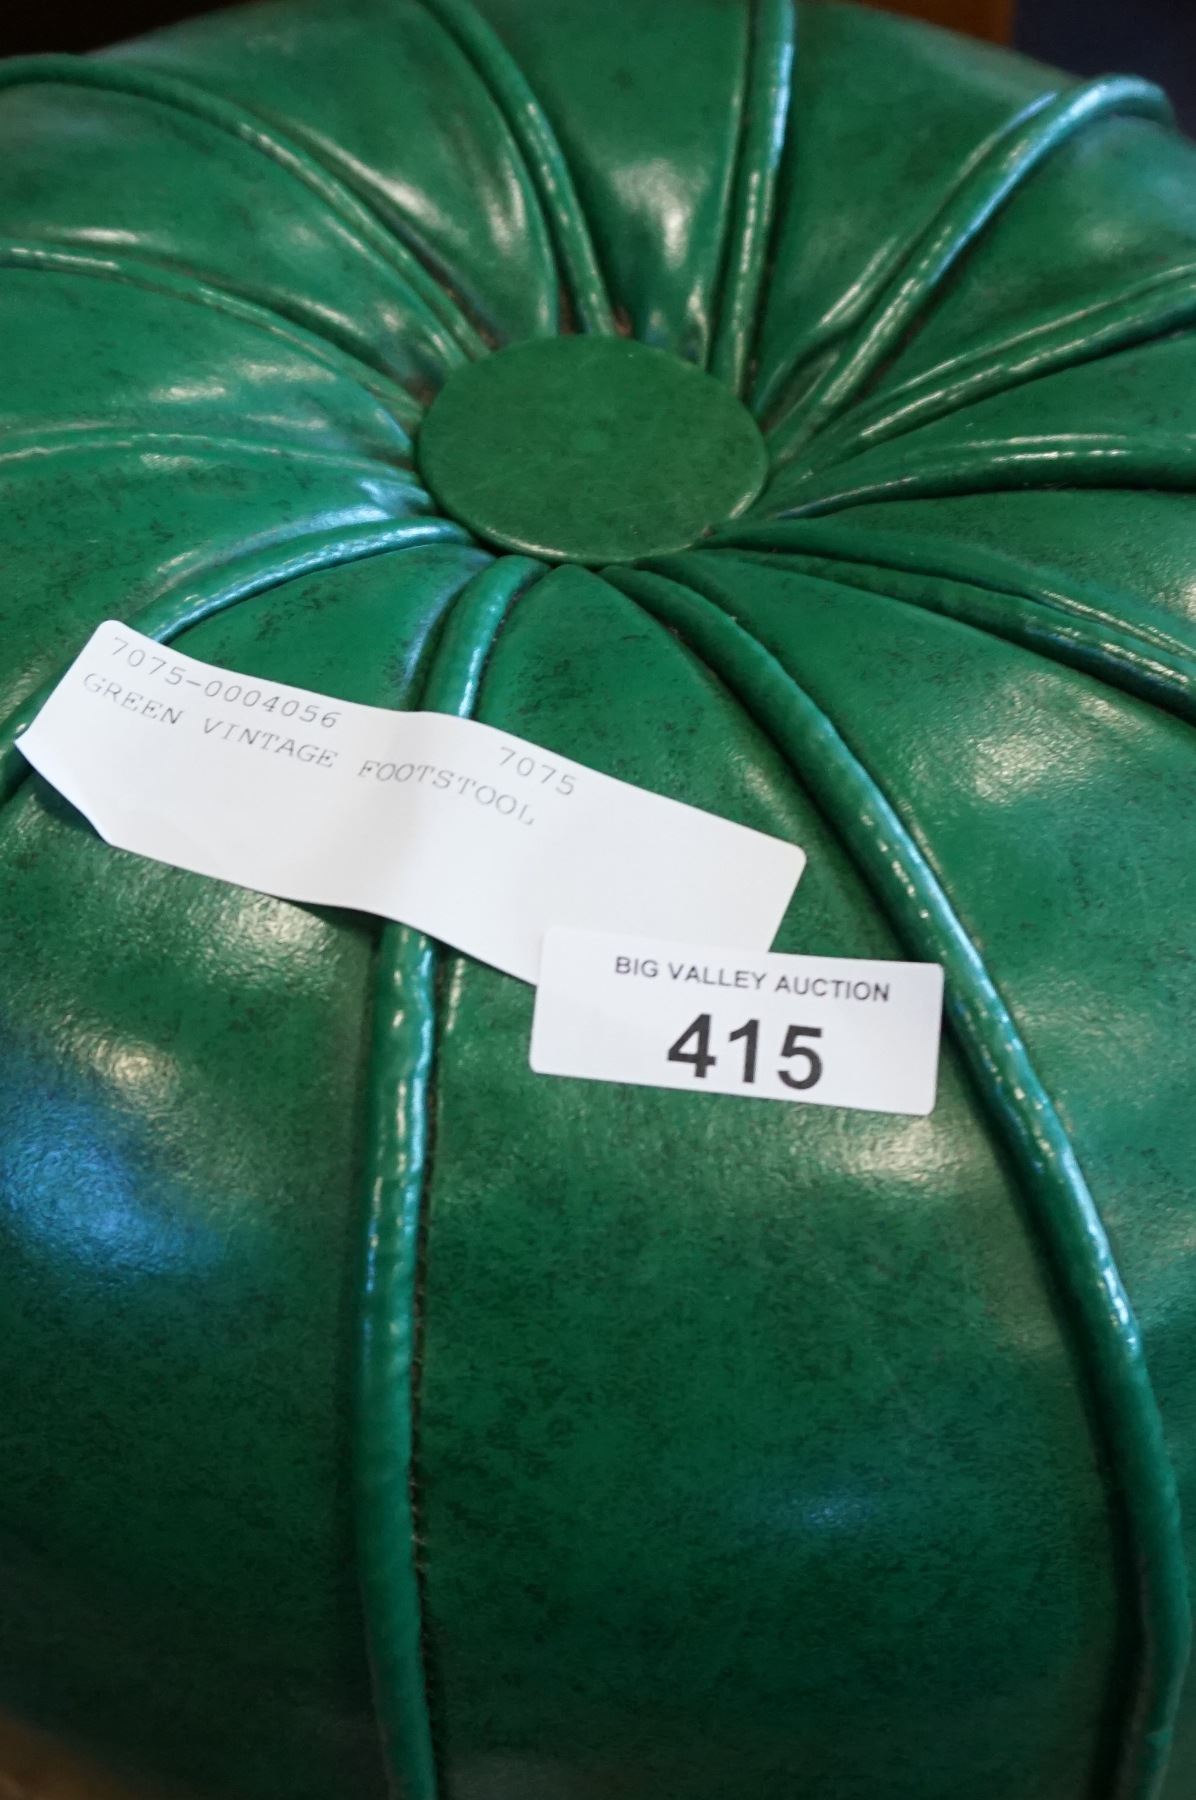 7075-0004056 7075
GREEN VINTAGE FOOTSTOOL
BIG VALLEY AUCTION
415